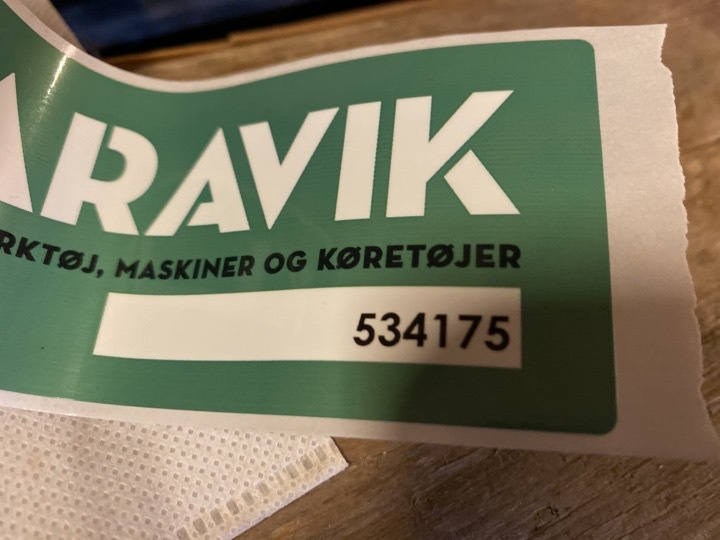 ARAVIK
RKTØJ, MASKINER OG KØRETØJER
534175